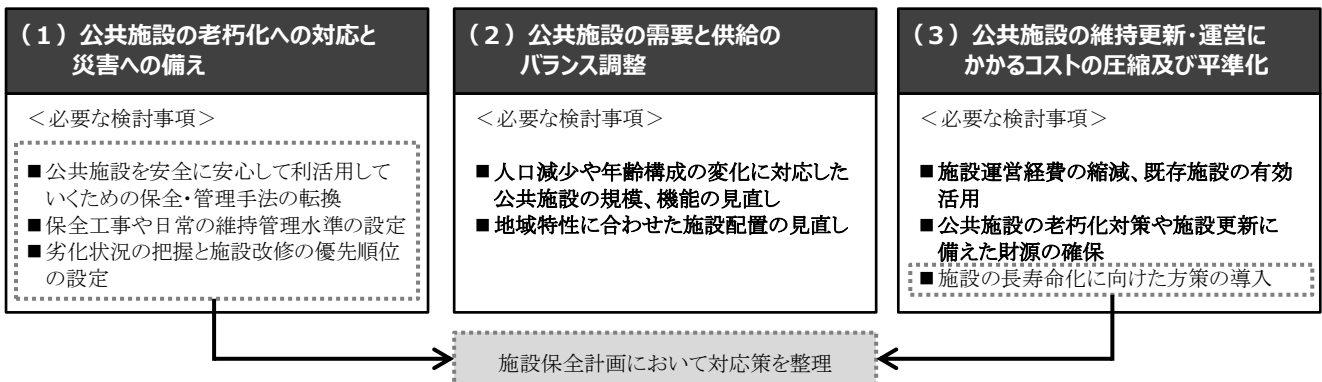 （１）公共施設の老朽化への対応と
災害への備え
＜必要な検討事項＞
■公共施設を安全に安心して利活用して
いくための保全・管理手法の転換
■保全工事や日常の維持管理水準の設定
■劣化状況の把握と施設改修の優先順位
の設定
（２）公共施設の需要と供給の
バランス調整
＜必要な検討事項＞
■人口減少や年齢構成の変化に対応した
公共施設の規模、機能の見直し
■地域特性に合わせた施設配置の見直し
（３）公共施設の維持更新・運営に
かかるコストの圧縮及び平準化
＜必要な検討事項＞
■施設運営経費の縮減、既存施設の有効
活用
■公共施設の老朽化対策や施設更新に
備えた財源の確保
■施設の長寿命化に向けた方策の導入
施設保全計画において対応策を整理